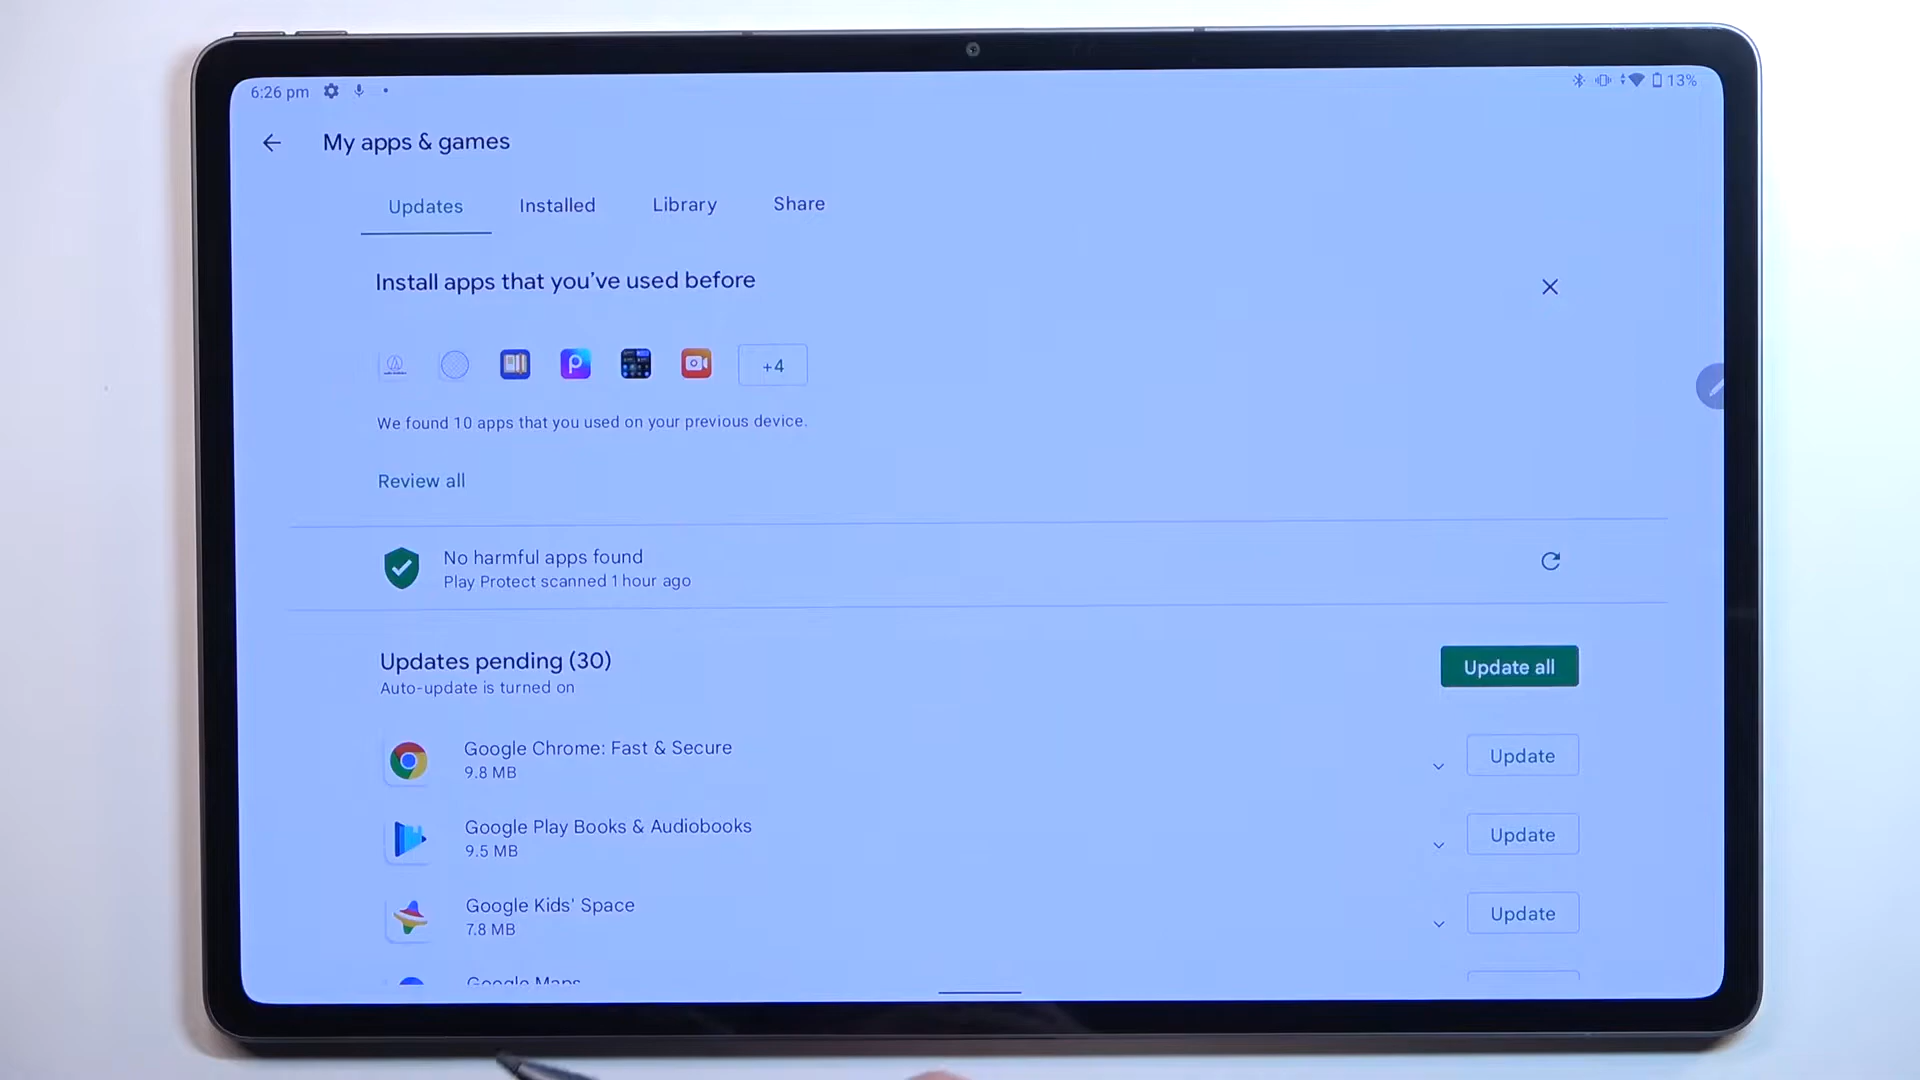 6:26 pm
13%
My apps & games
Updates Installed Library Share
Install apps that you've used before
+4
We found 10 apps that you used on your previous device.
Review all
No harmful apps found
Play Protect scanned 1 hour ago
Updates pending (30)
Update all
Auto-update is turned on
Google Chrome: Fast & Secure
9.8 MB
Update
Google Play Books & Audiobooks
9.5 MB
Update
Google Kids' Space
7.8 MB
Update
Google Maps